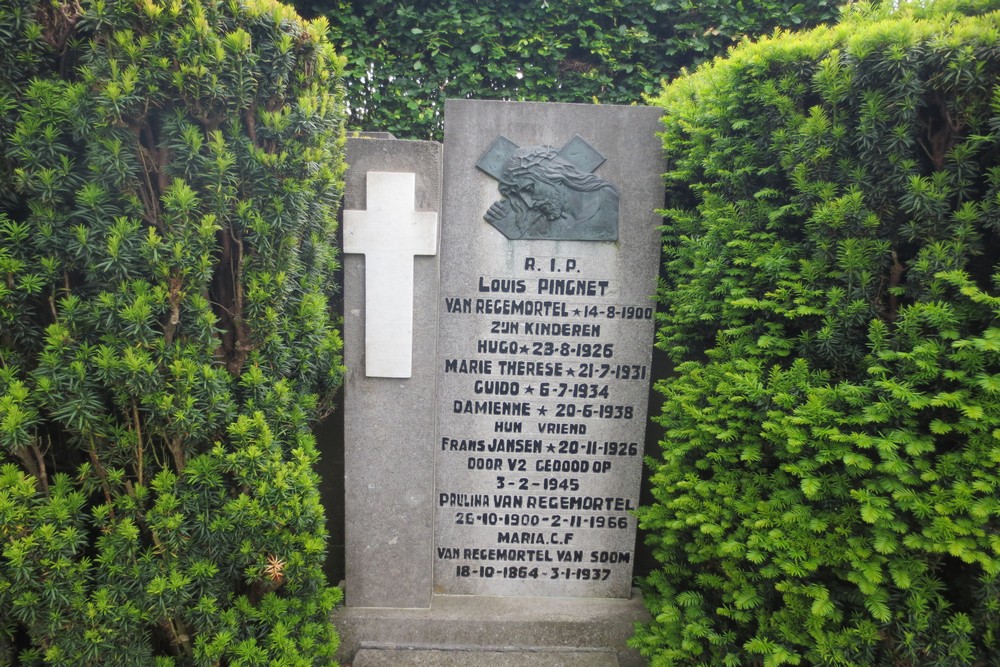 R.I.P.
LOUIS PINGNET
VAN REGEMORTEL ★ 14-8-1900
ZIJN KINDEREN
HUGO ★ 23-8-1926
MARIE THERESE ★ 21-7-1931
GUIDO ★ 6-7-1934
DAMIENNE ★ 20-6-1938
HUN VRIEND
FRANS JANSEN ★ 20-11-1926
DOOR V2 GEDOOD OP
3-2-1945
PAULINA VAN REGEMORTEL
26-10-1900-2-11-1966
MARIA.C.F
VAN REGEMORTEL VAN SOOM
18-10-1864-3-1-1937